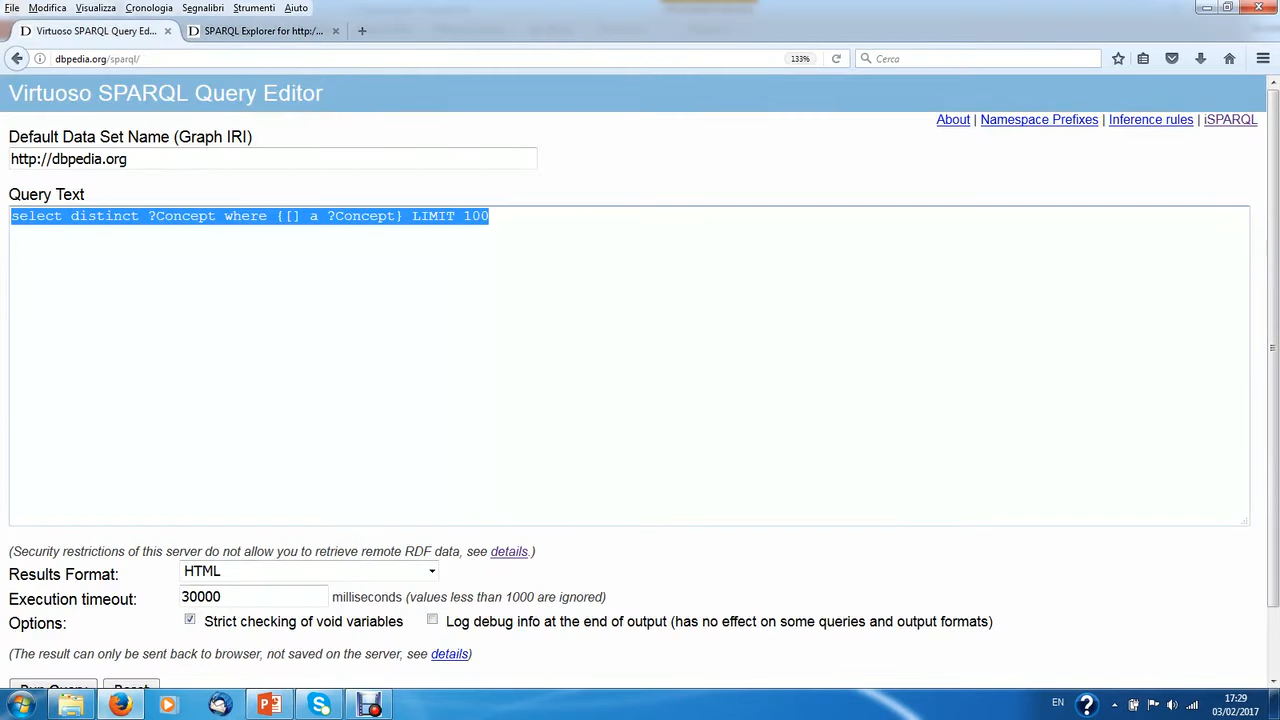 File Modifica Visualizza Cronologia Segnalibri Strumenti Aiuto
D Virtuoso SPARQL Query Edi... × D SPARQL Explorer for http:/... × +
dbpedia.org/sparql/ 133% Cerca
Virtuoso SPARQL Query Editor
About | Namespace Prefixes | Inference rules | iSPARQL
Default Data Set Name (Graph IRI)
http://dbpedia.org
Query Text
select distinct ?Concept where {[] a ?Concept} LIMIT 100
(Security restrictions of this server do not allow you to retrieve remote RDF data, see details.)
Results Format: HTML
Execution timeout: 30000 milliseconds (values less than 1000 are ignored)
Options: Strict checking of void variables Log debug info at the end of output (has no effect on some queries and output formats)
(The result can only be sent back to browser, not saved on the server, see details)
Run Query Reset
EN 17:29
03/02/2017